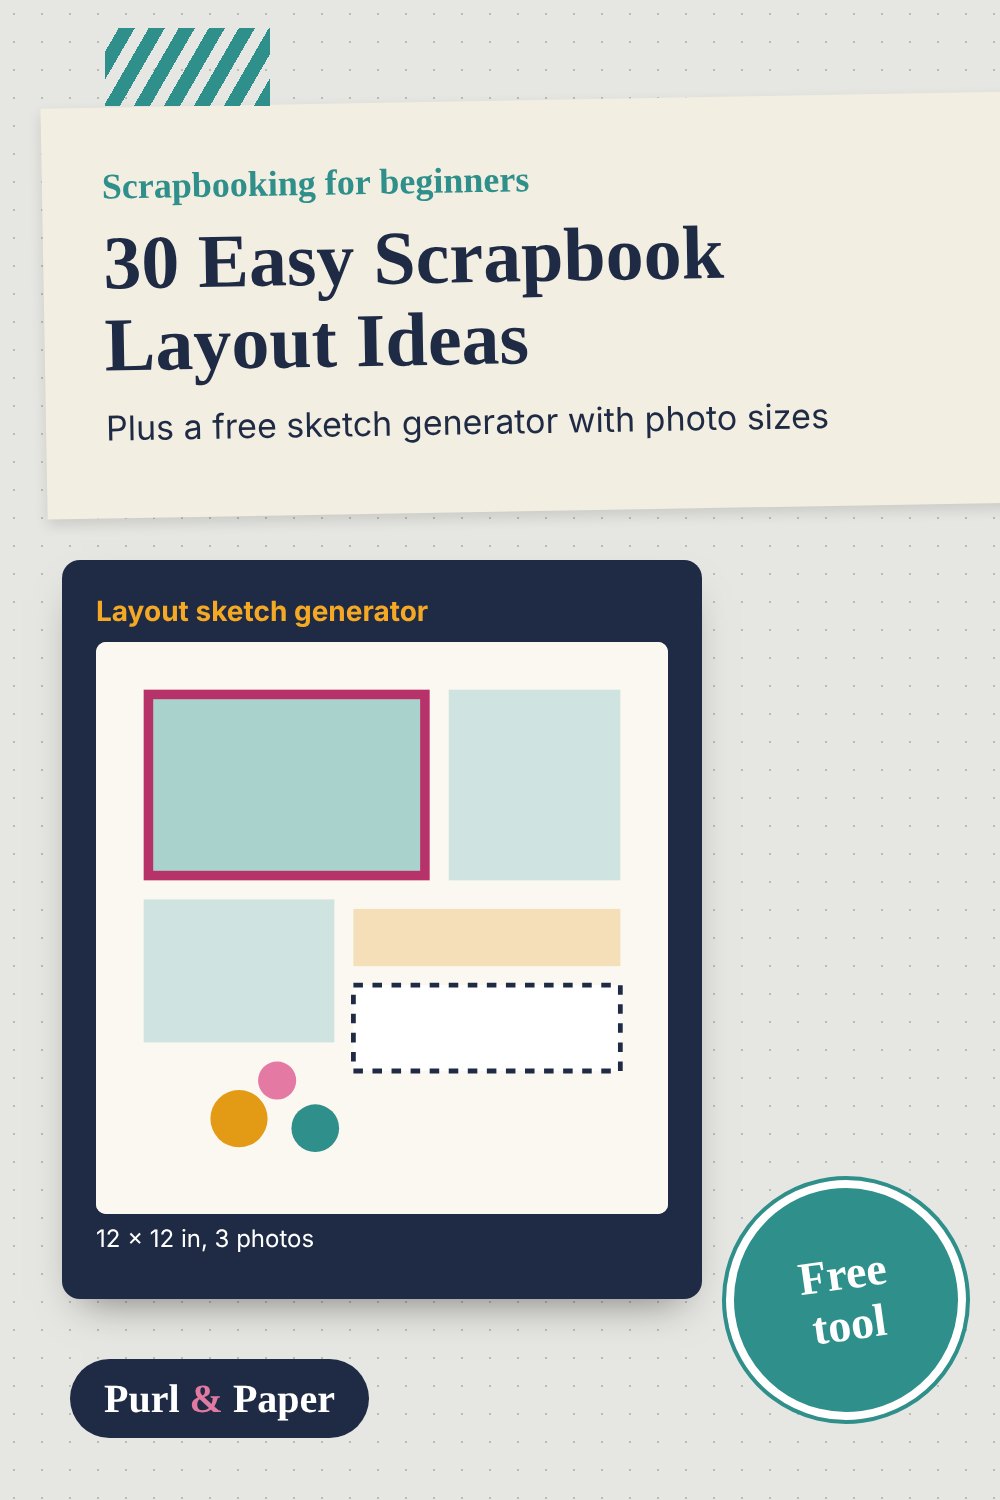 Scrapbooking for beginners
30 Easy Scrapbook
Layout Ideas
Plus a free sketch generator with photo sizes
Layout sketch generator
12 × 12 in, 3 photos
Free
tool
Purl & Paper